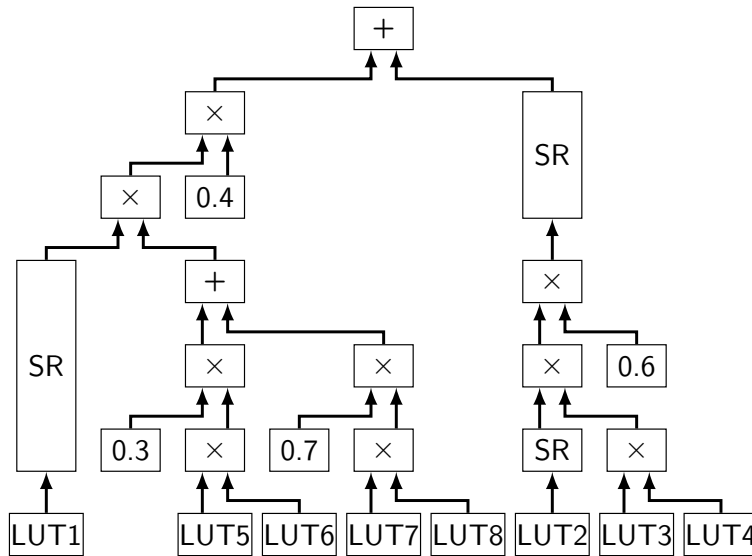 +
×
SR
×
0.4
SR
+
×
×
×
×
0.6
0.3
×
0.7
×
SR
×
LUT1
LUT5
LUT6
LUT7
LUT8
LUT2
LUT3
LUT4